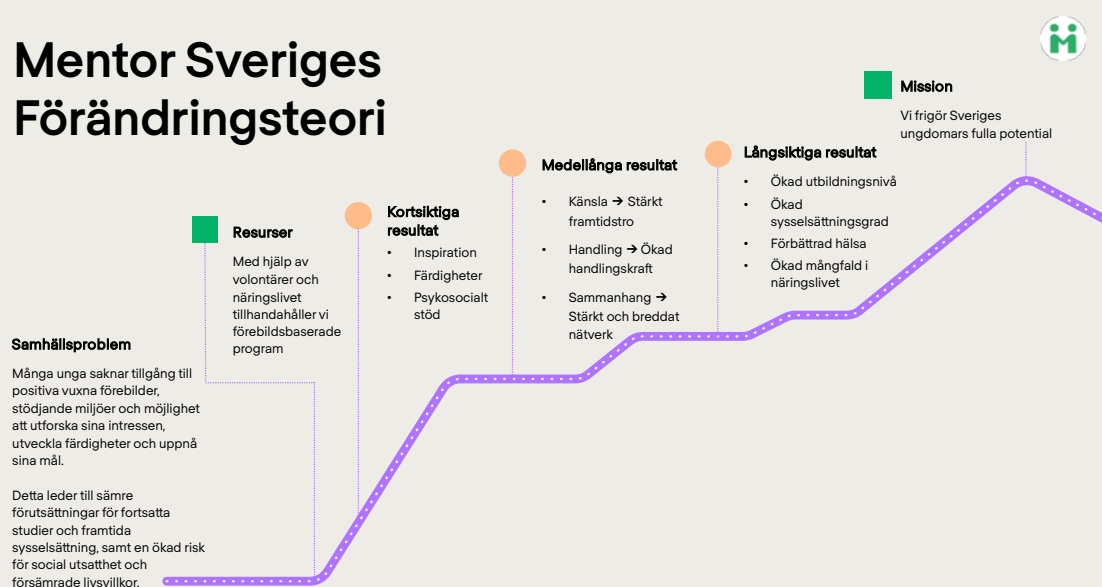 Mentor Sveriges
Förändringsteori
Samhällsproblem
Många unga saknar tillgång till
positiva vuxna förebilder,
stödjande miljöer och möjlighet
att utforska sina intressen,
utveckla färdigheter och uppnå
sina mål.
Detta leder till sämre
förutsättningar för fortsatta
studier och framtida
sysselsättning, samt en ökad risk
för social utsatthet och
försämrade livsvillkor.
Resurser
Med hjälp av
volontärer och
näringslivet
tillhandahåller vi
förebildsbaserade
program
Kortsiktiga
resultat
• Inspiration
• Färdigheter
• Psykosocialt
stöd
Medellånga resultat
• Känsla → Stärkt
framtidstro
• Handling → Ökad
handlingskraft
• Sammanhang →
Stärkt och breddat
nätverk
Långsiktiga resultat
• Ökad utbildningsnivå
• Ökad
sysselsättningsgrad
• Förbättrad hälsa
• Ökad mångfald i
näringslivet
Mission
Vi frigör Sveriges
ungdomars fulla potential